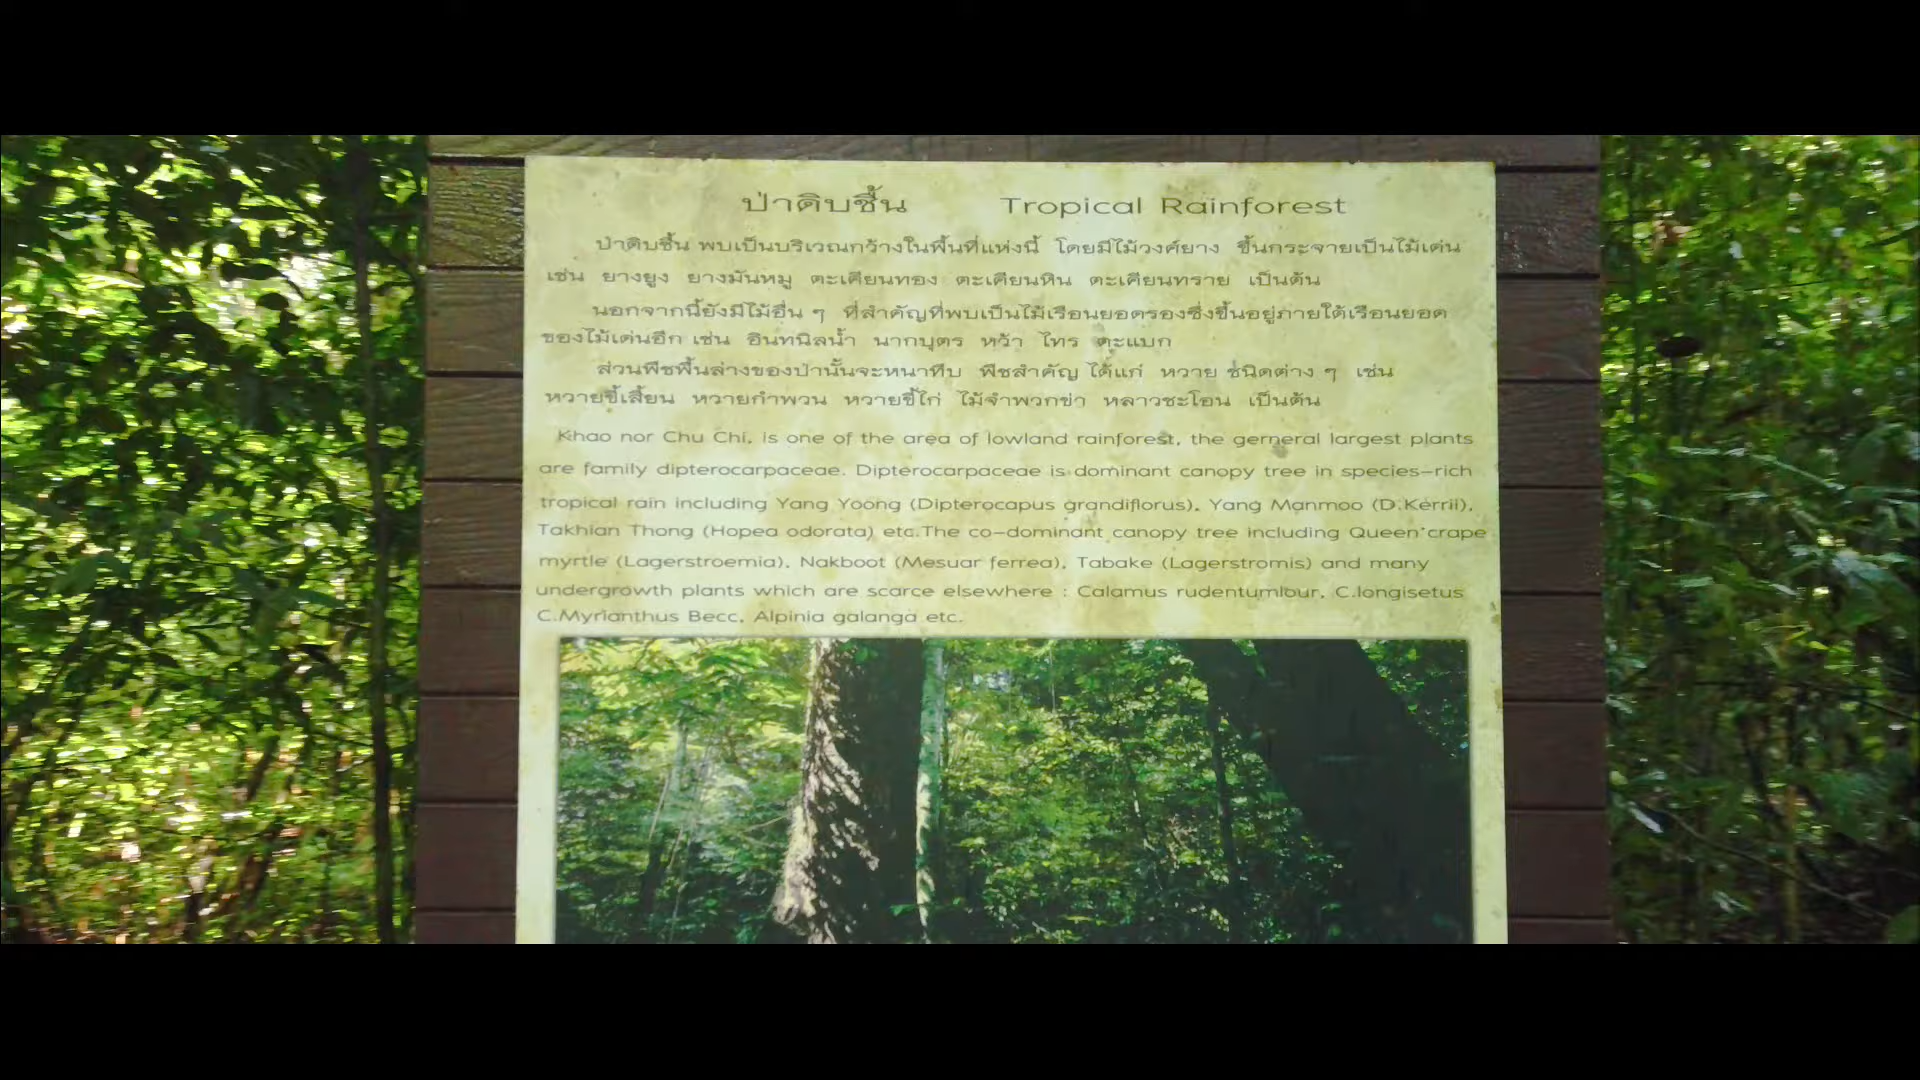 ป่าดิบชื้น Tropical Rainforest
ป่าดิบชื้น พบเป็นบริเวณกว้างในพื้นที่แห่งนี้ โดยมีไม้วงศ์ยาง ขึ้นกระจายเป็นไม้เด่น
เช่น ยางยูง ยางมันหมู ตะเคียนทอง ตะเคียนหิน ตะเคียนทราย เป็นต้น
นอกจากนี้ยังมีไม้อื่น ๆ ที่สำคัญที่พบเป็นไม้เรือนยอดรองซึ่งขึ้นอยู่ภายใต้เรือนยอด
ของไม้เด่นอีก เช่น อินทนิลน้ำ นากบุตร หว้า ไทร ตะแบก
ส่วนพืชพื้นล่างของป่านั้นจะหนาทึบ พืชสำคัญ ได้แก่ หวาย ชนิดต่าง ๆ เช่น
หวายขี้เสี้ยน หวายกำพวน หวายขี้ไก่ ไม้จำพวกข่า หลาวชะโอน เป็นต้น
Khao nor Chu Chi, is one of the area of lowland rainforest, the gerneral largest plants
are family dipterocarpaceae. Dipterocarpaceae is dominant canopy tree in species-rich
tropical rain including Yang Yoong (Dipterocapus grandiflorus), Yang Manmoo (D.Kerrii),
Takhian Thong (Hopea odorata) etc.The co-dominant canopy tree including Queen'crape
myrtle (Lagerstroemia), Nakboot (Mesuar ferrea), Tabake (Lagerstromis) and many
undergrowth plants which are scarce elsewhere : Calamus rudentumlour, C.longisetus
C.Myrianthus Becc, Alpinia galanga etc.